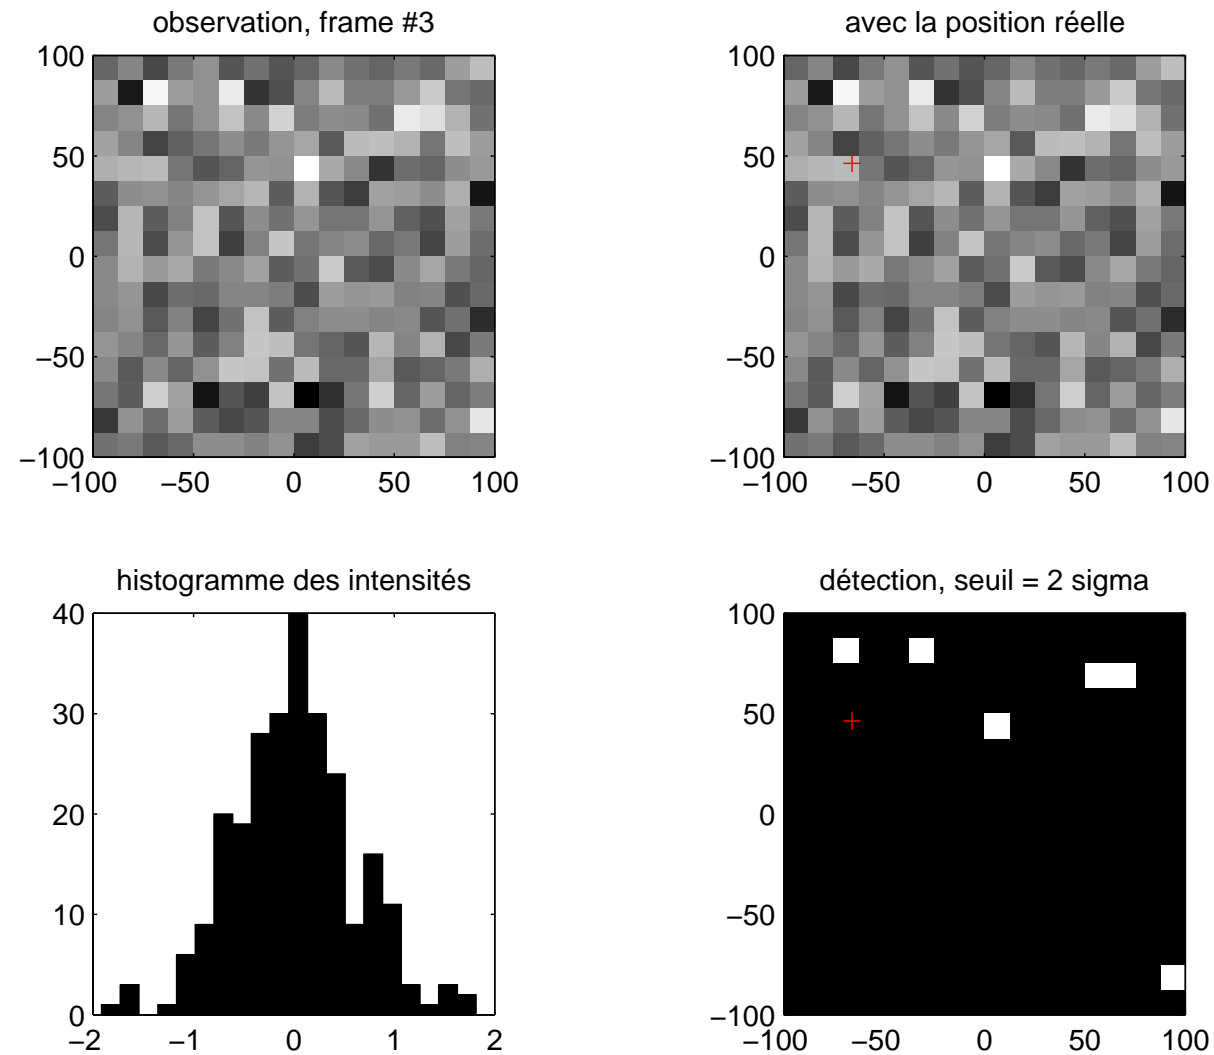 observation, frame #3
100
50
0
−50
−100
−100 −50 0 50 100
avec la position réelle
100
50
0
−50
−100
−100 −50 0 50 100
histogramme des intensités
40
30
20
10
0
−2 −1 0 1 2
détection, seuil = 2 sigma
100
50
0
−50
−100
−100 −50 0 50 100